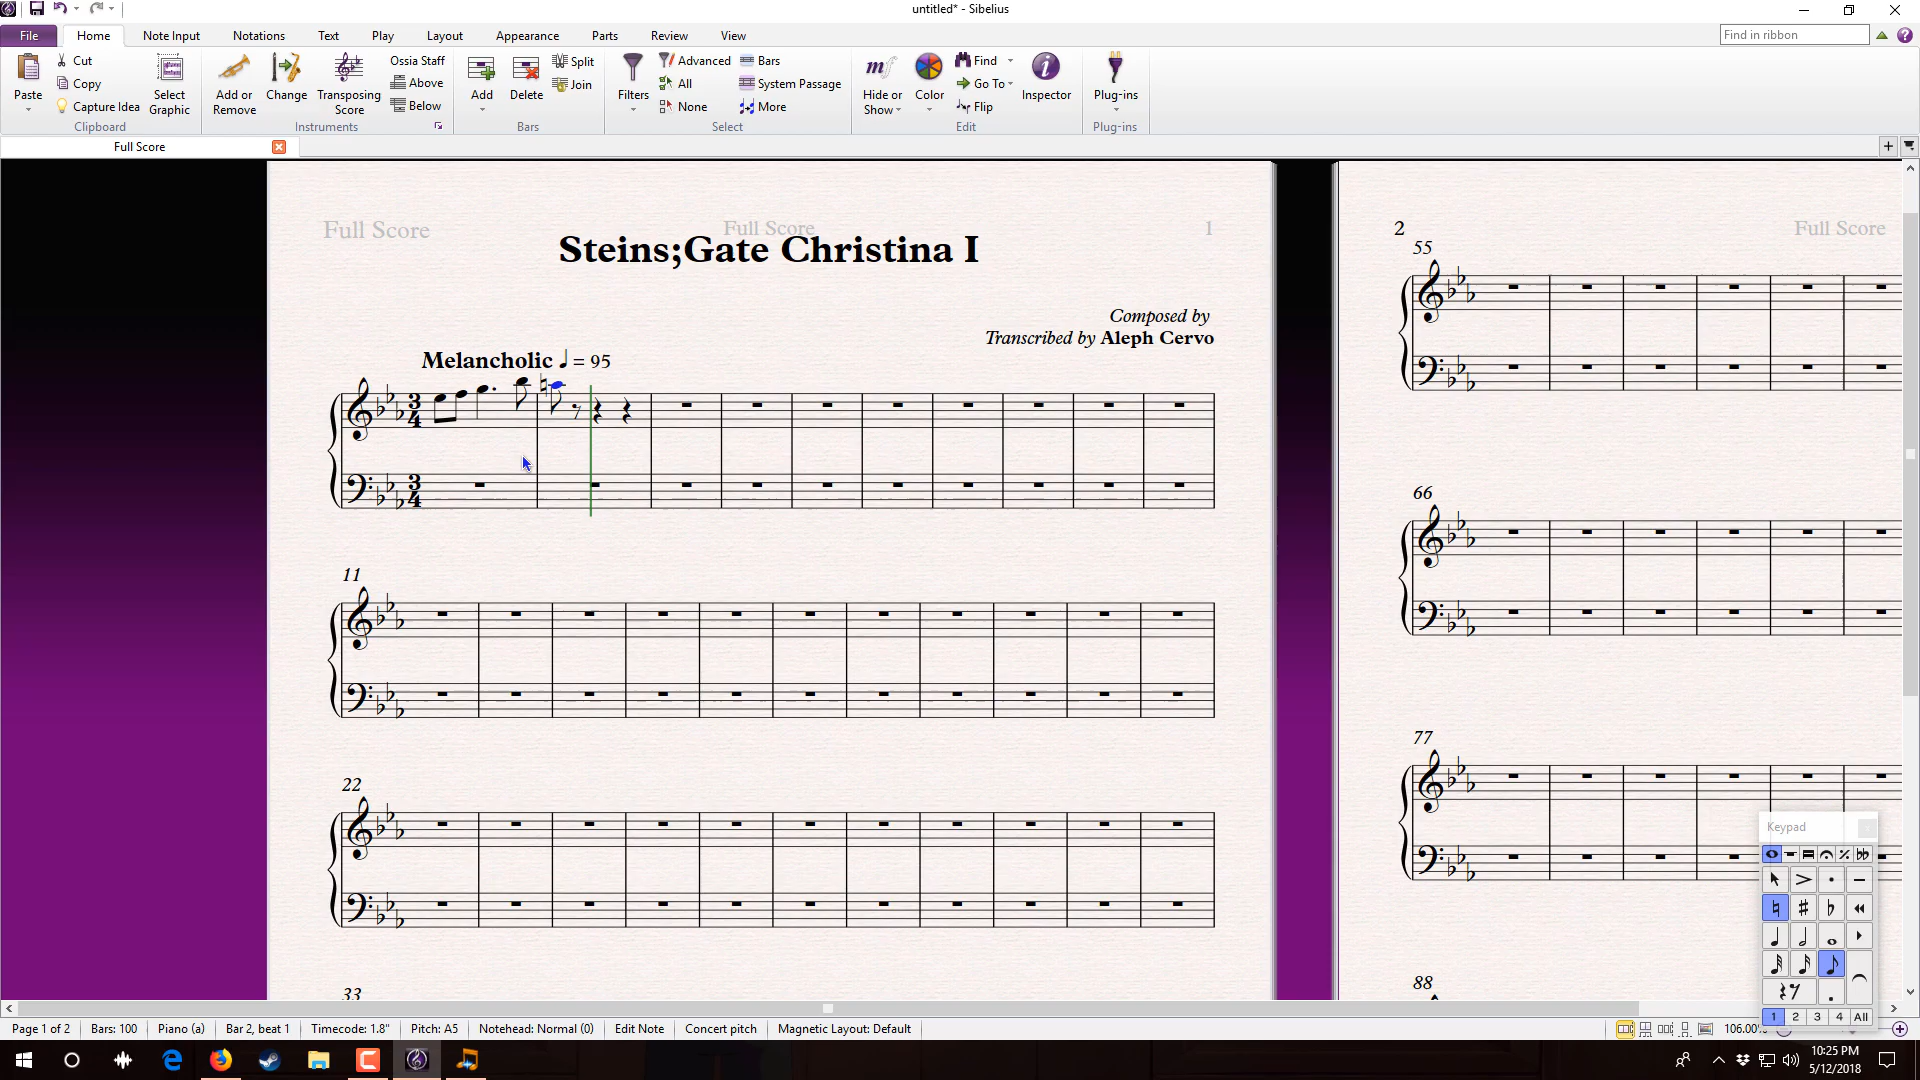 untitled* - Sibelius
File Home Note Input Notations Text Play Layout Appearance Parts Review View Find in ribbon
Paste Cut Copy Capture Idea Select Graphic Clipboard
Add or Remove Change Transposing Score Ossia Staff Above Below Instruments
Add Delete Split Join Bars
Filters Advanced All None Bars System Passage More Select
Hide or Show Color Find Go To Flip Inspector Edit
Plug-ins Plug-ins
Full Score
Full Score Full Score 1
Steins;Gate Christina I
Composed by
Transcribed by Aleph Cervo
Melancholic = 95
3 4
3 4
11
22
33
2 Full Score
55
66
77
88
Keypad
1 2 3 4 All
Page 1 of 2 Bars: 100 Piano (a) Bar 2, beat 1 Timecode: 1.8" Pitch: A5 Notehead: Normal (0) Edit Note Concert pitch Magnetic Layout: Default 106.00%
10:25 PM
5/12/2018